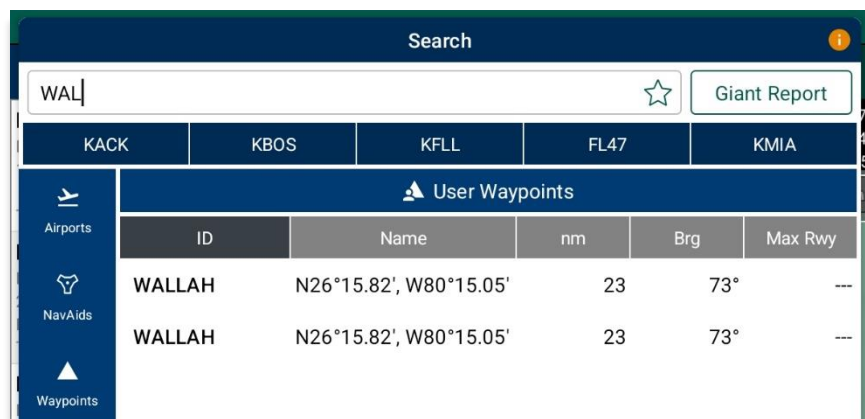 Search
WAL
Giant Report
KACK KBOS KFLL FL47 KMIA
Airports
NavAids
Waypoints
User Waypoints
ID Name nm Brg Max Rwy
WALLAH N26°15.82', W80°15.05' 23 73° ---
WALLAH N26°15.82', W80°15.05' 23 73° ---